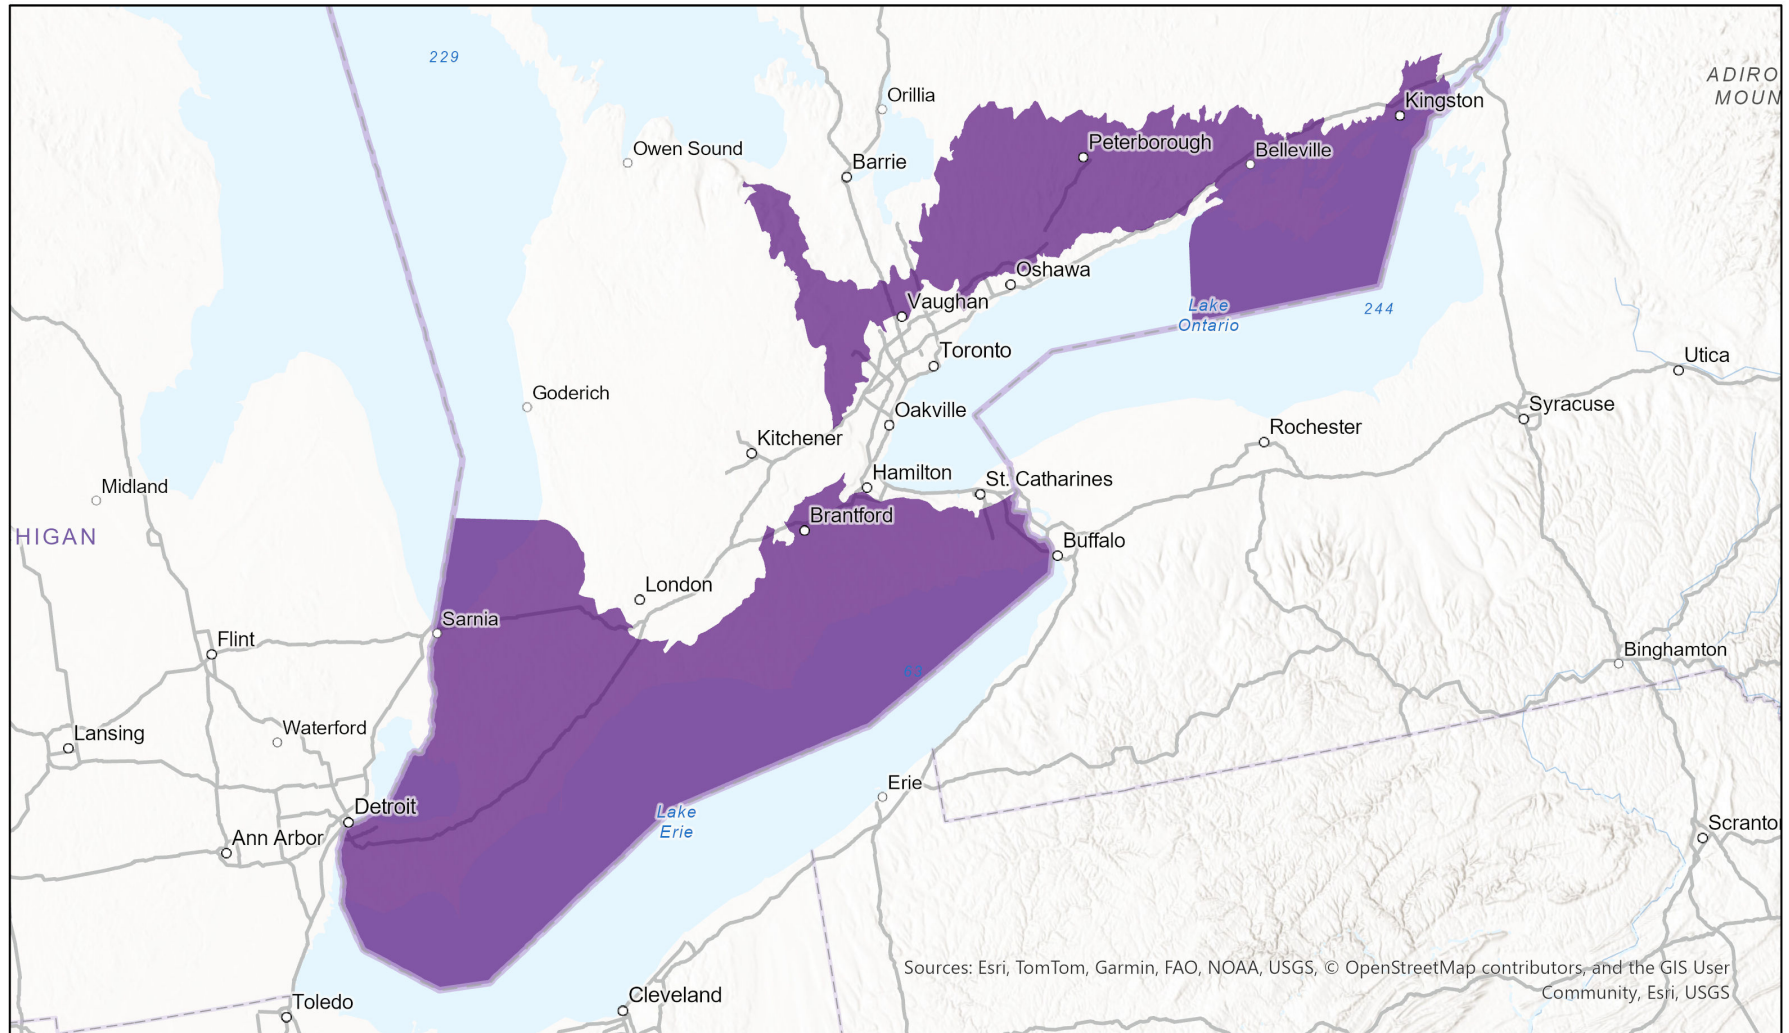 229
ADIRO
MOUN
Orillia
Kingston
Owen Sound
Peterborough
Belleville
Barrie
Oshawa
Vaughan
Lake
Ontario
244
Toronto
Utica
Goderich
Oakville
Syracuse
Kitchener
Rochester
Hamilton
St. Catharines
Midland
Brantford
HIGAN
Buffalo
London
Sarnia
Flint
Binghamton
63
Waterford
Lansing
Erie
Detroit
Lake
Erie
Ann Arbor
Scranton
Toledo
Cleveland
Sources: Esri, TomTom, Garmin, FAO, NOAA, USGS, © OpenStreetMap contributors, and the GIS User
Community, Esri, USGS